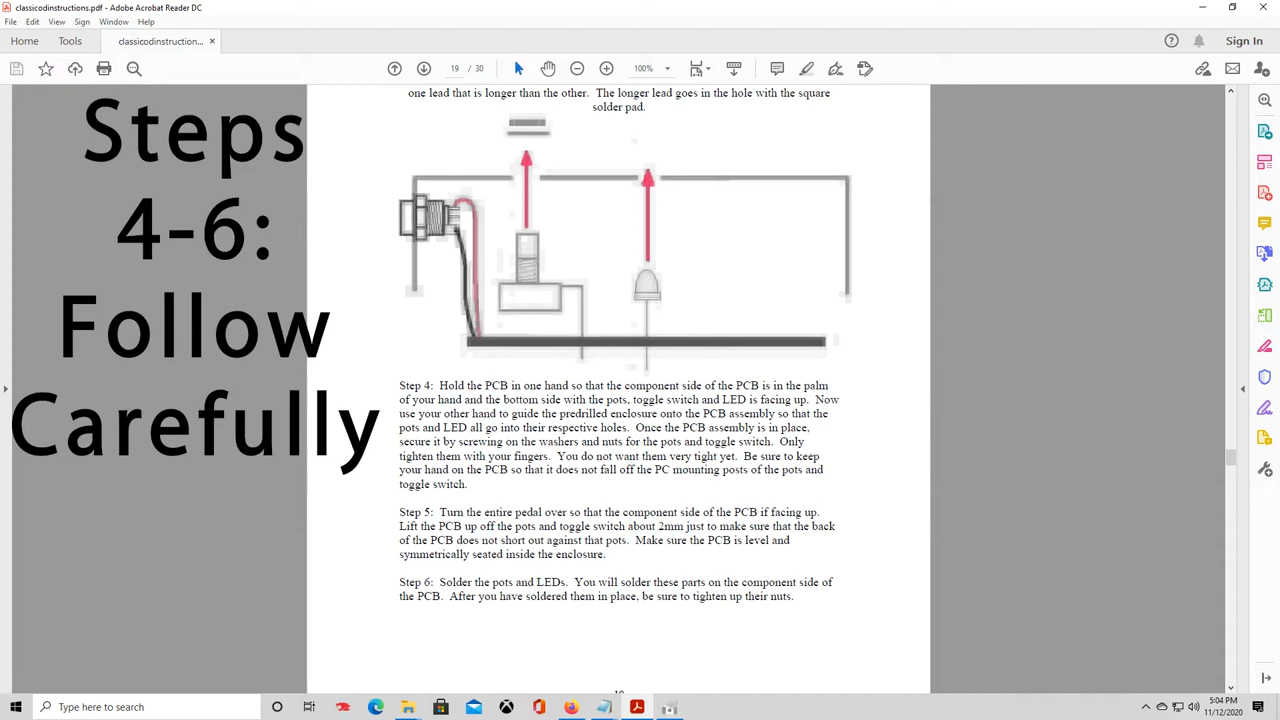 classicodinstructions.pdf - Adobe Acrobat Reader DC
File Edit View Sign Window Help
Home Tools classicodinstruction... × Sign In
19 / 30 100%
Steps
4-6:
Follow
Carefully
one lead that is longer than the other. The longer lead goes in the hole with the square
solder pad.
Step 4: Hold the PCB in one hand so that the component side of the PCB is in the palm
of your hand and the bottom side with the pots, toggle switch and LED is facing up. Now
use your other hand to guide the predrilled enclosure onto the PCB assembly so that the
pots and LED all go into their respective holes. Once the PCB assembly is in place,
secure it by screwing on the washers and nuts for the pots and toggle switch. Only
tighten them with your fingers. You do not want them very tight yet. Be sure to keep
your hand on the PCB so that it does not fall off the PC mounting posts of the pots and
toggle switch.
Step 5: Turn the entire pedal over so that the component side of the PCB if facing up.
Lift the PCB up off the pots and toggle switch about 2mm just to make sure that the back
of the PCB does not short out against that pots. Make sure the PCB is level and
symmetrically seated inside the enclosure.
Step 6: Solder the pots and LEDs. You will solder these parts on the component side of
the PCB. After you have soldered them in place, be sure to tighten up their nuts.
Type here to search
5:04 PM
11/12/2020